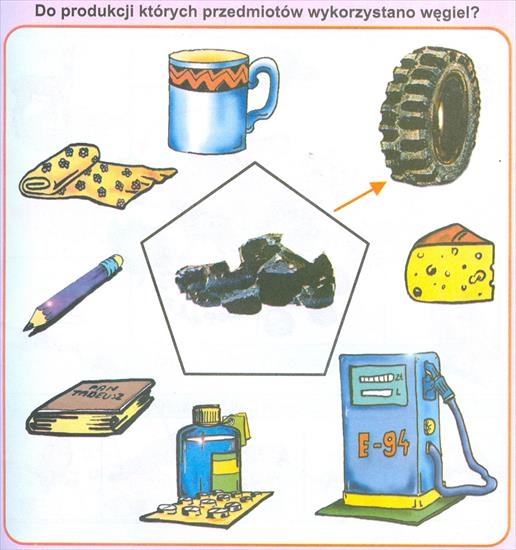 Do produkcji których przedmiotów wykorzystano węgiel?
PAN
TADEUSZ
zł
L
E-94